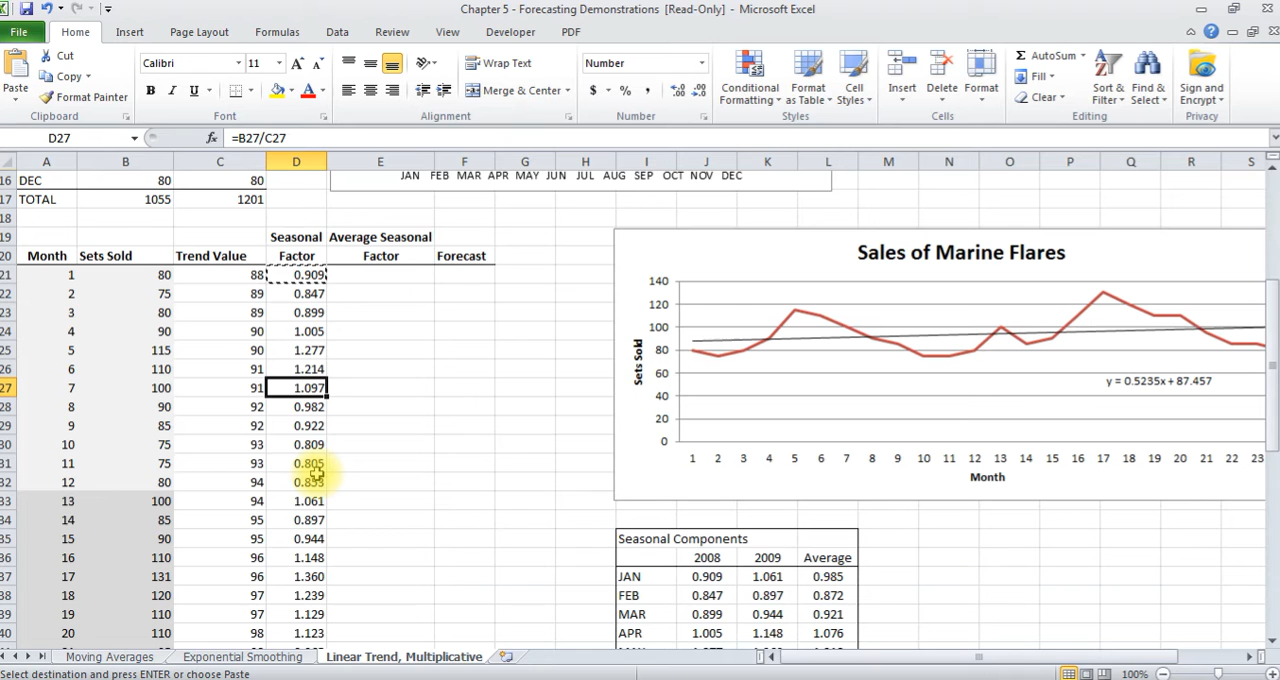 Chapter 5 - Forecasting Demonstrations [Read-Only] - Microsoft Excel
File Home Insert Page Layout Formulas Data Review View Developer PDF
Paste
Cut
Copy
Format Painter
Clipboard
Calibri 11
B I U
Font
Wrap Text
Merge & Center
Alignment
Number
$ % ,
Number
Conditional Formatting
Format as Table
Cell Styles
Styles
Insert Delete Format
Cells
AutoSum
Fill
Clear
Sort & Filter
Find & Select
Editing
Sign and Encrypt
Privacy
D27 fx =B27/C27
A B C D E F G H I J K L M N O P Q R S
16 DEC 80 80
17 TOTAL 1055 1201
18
19 Seasonal Average Seasonal
20 Month Sets Sold Trend Value Factor Factor Forecast
21 1 80 88 0.909
22 2 75 89 0.847
23 3 80 89 0.899
24 4 90 90 1.005
25 5 115 90 1.277
26 6 110 91 1.214
27 7 100 91 1.097
28 8 90 92 0.982
29 9 85 92 0.922
30 10 75 93 0.809
31 11 75 93 0.805
32 12 80 94
33 13 100 94 1.061
34 14 85 95 0.897
35 15 90 95 0.944
36 16 110 96 1.148
37 17 131 96 1.360
38 18 120 97 1.239
39 19 110 97 1.129
40 20 110 98 1.123
JAN FEB MAR APR MAY JUN JUL AUG SEP OCT NOV DEC
Sales of Marine Flares
Sets Sold
140
120
100
80
60
40
20
0
y = 0.5235x + 87.457
1 2 3 4 5 6 7 8 9 10 11 12 13 14 15 16 17 18 19 20 21 22 23
Month
Seasonal Components
2008 2009 Average
JAN 0.909 1.061 0.985
FEB 0.847 0.897 0.872
MAR 0.899 0.944 0.921
APR 1.005 1.148 1.076
Moving Averages Exponential Smoothing Linear Trend, Multiplicative
Select destination and press ENTER or choose Paste
100%